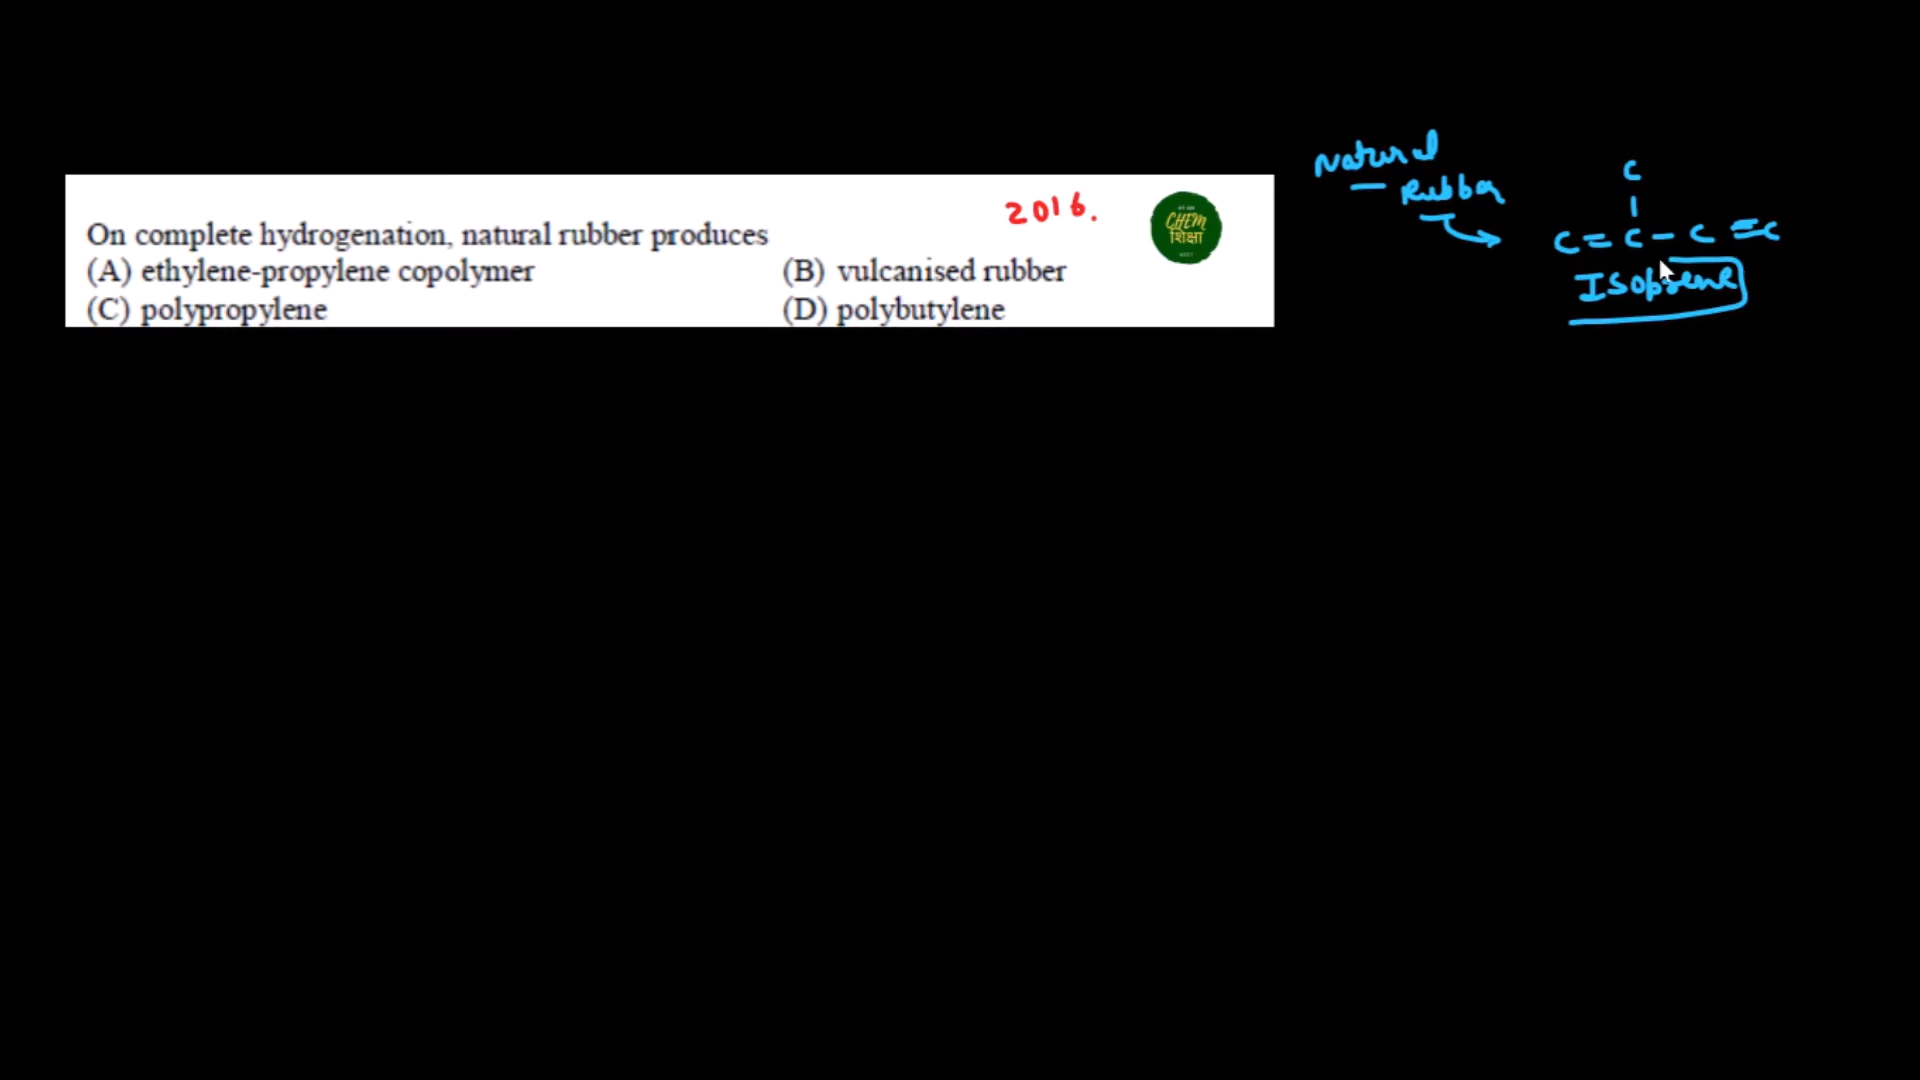 On complete hydrogenation, natural rubber produces
(A) ethylene-propylene copolymer
(B) vulcanised rubber
(C) polypropylene
(D) polybutylene
2016.
CHEM
शिक्षा
Natural
Rubber
C
C = C - C = C
Isoprene